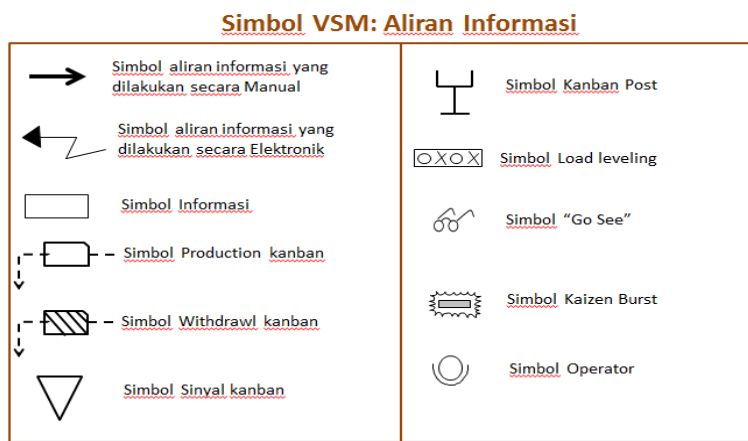 Simbol VSM: Aliran Informasi
Simbol aliran informasi yang
dilakukan secara Manual
Simbol aliran informasi yang
dilakukan secara Elektronik
Simbol Informasi
Simbol Production kanban
Simbol Withdrawl kanban
Simbol Sinyal kanban
Simbol Kanban Post
OXOX
Simbol Load leveling
Simbol “Go See”
Simbol Kaizen Burst
Simbol Operator